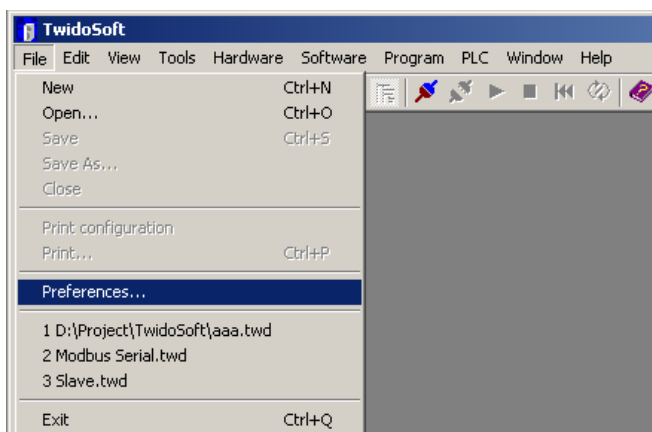 TwidoSoft
File Edit View Tools Hardware Software Program PLC Window Help
New Ctrl+N
Open... Ctrl+O
Save Ctrl+S
Save As...
Close
Print configuration
Print... Ctrl+P
Preferences...
1 D:\Project\TwidoSoft\aaa.twd
2 Modbus Serial.twd
3 Slave.twd
Exit Ctrl+Q